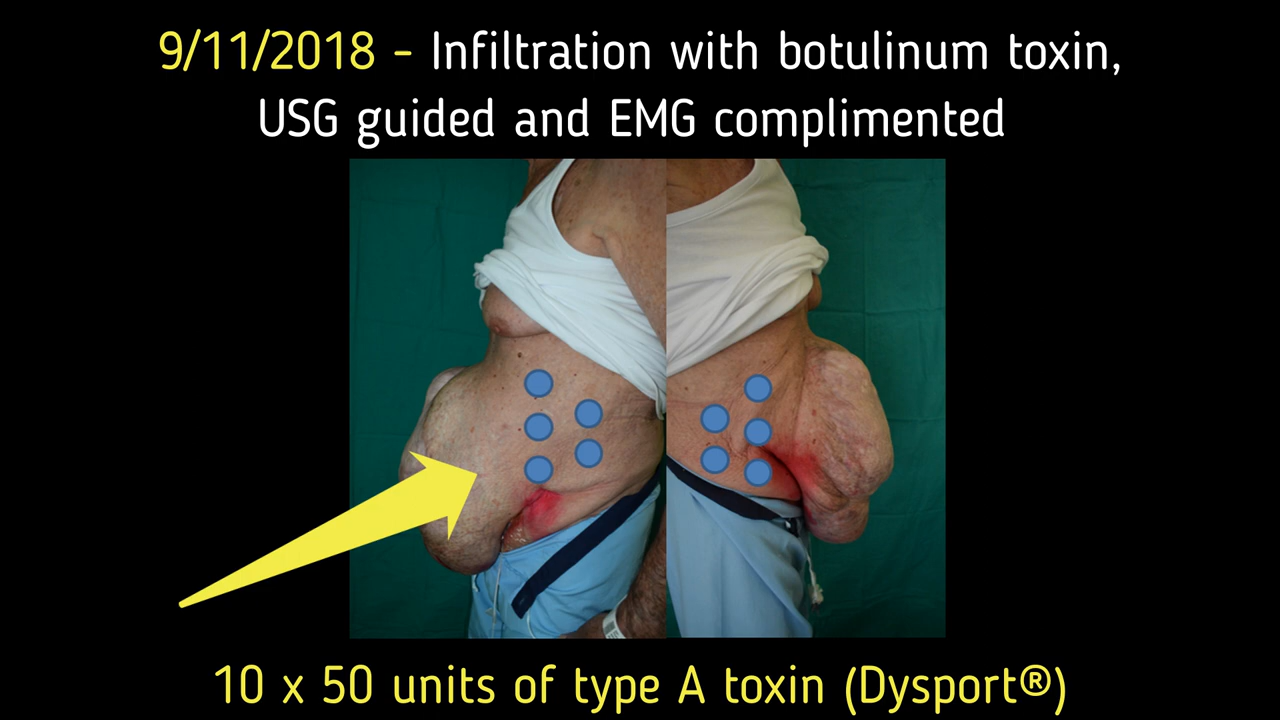 9/11/2018 - Infiltration with botulinum toxin,
USG guided and EMG complimented
10 x 50 units of type A toxin (Dysport®)